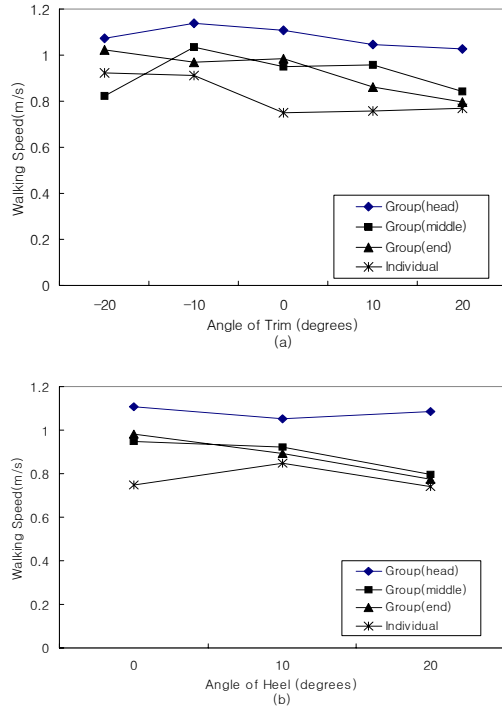 1.2
1
0.8
0.6
0.4
0.2
0
Walking Speed(m/s)
Group(head)
Group(middle)
Group(end)
Individual
-20 -10 0 10 20
Angle of Trim (degrees)
(a)
1.2
1
0.8
0.6
0.4
0.2
0
Walking Speed(m/s)
Group(head)
Group(middle)
Group(end)
Individual
0 10 20
Angle of Heel (degrees)
(b)